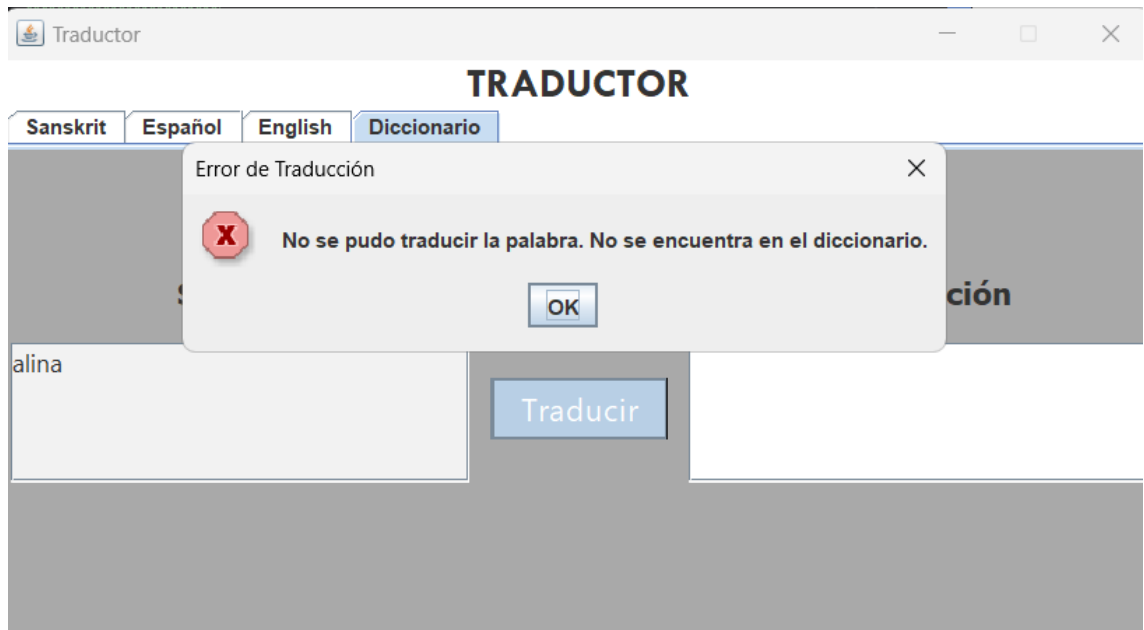 Traductor
TRADUCTOR
Sanskrit Español English Diccionario
Error de Traducción
No se pudo traducir la palabra. No se encuentra en el diccionario.
OK
ción
alina
Traducir